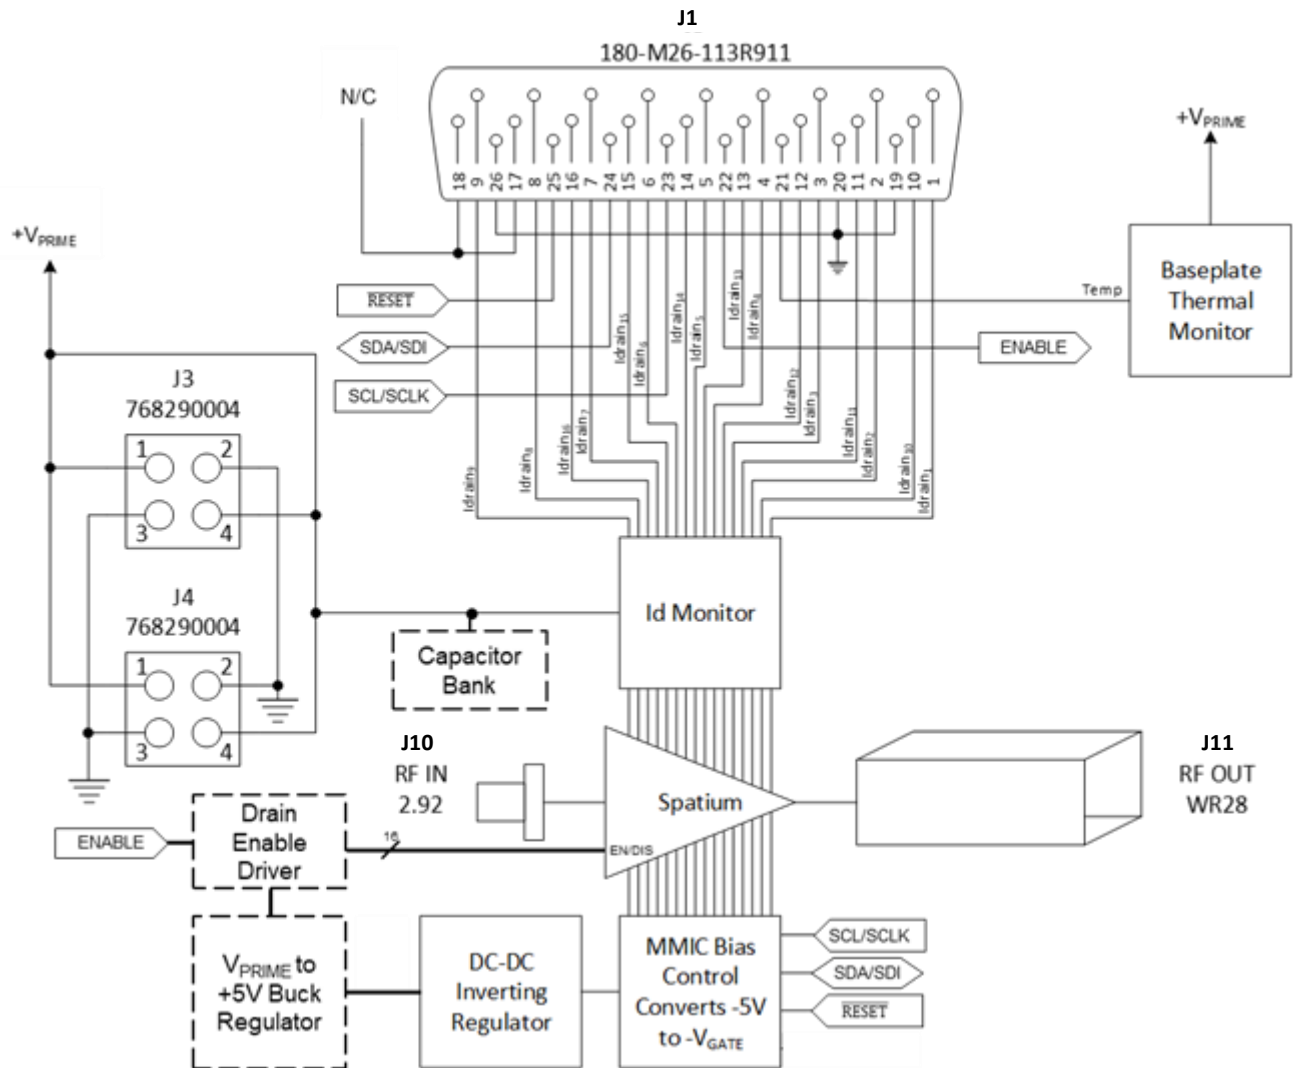 J1
180-M26-113R911
N/C
18 9 26 17 8 25 16 7 24 15 6 23 14 5 22 13 4 21 12 3 20 11 2 19 10 1
+VPRIME
Baseplate
Thermal
Monitor
Temp
+VPRIME
RESET
SDA/SDI
SCL/SCLK
ENABLE
Idrain9
Idrain8
Idrain16
Idrain7
Idrain15
Idrain6
Idrain14
Idrain5
Idrain13
Idrain4
Idrain12
Idrain3
Idrain11
Idrain2
Idrain10
Idrain1
J3
768290004
1 2
3 4
J4
768290004
1 2
3 4
Id Monitor
Capacitor
Bank
J10
RF IN
2.92
Spatium
EN/DIS
J11
RF OUT
WR28
ENABLE
Drain
Enable
Driver
16
VPRIME to
+5V Buck
Regulator
DC-DC
Inverting
Regulator
MMIC Bias
Control
Converts -5V
to -VGATE
SCL/SCLK
SDA/SDI
RESET